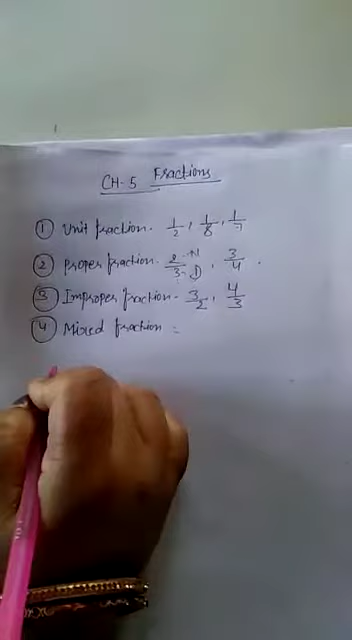 CH-5 Fractions
① Unit fraction. 1/2, 1/8, 1/7
② Proper fraction. 2/3 →N →D, 3/4.
③ Improper fraction - 3/2, 4/3
④ Mixed fraction :